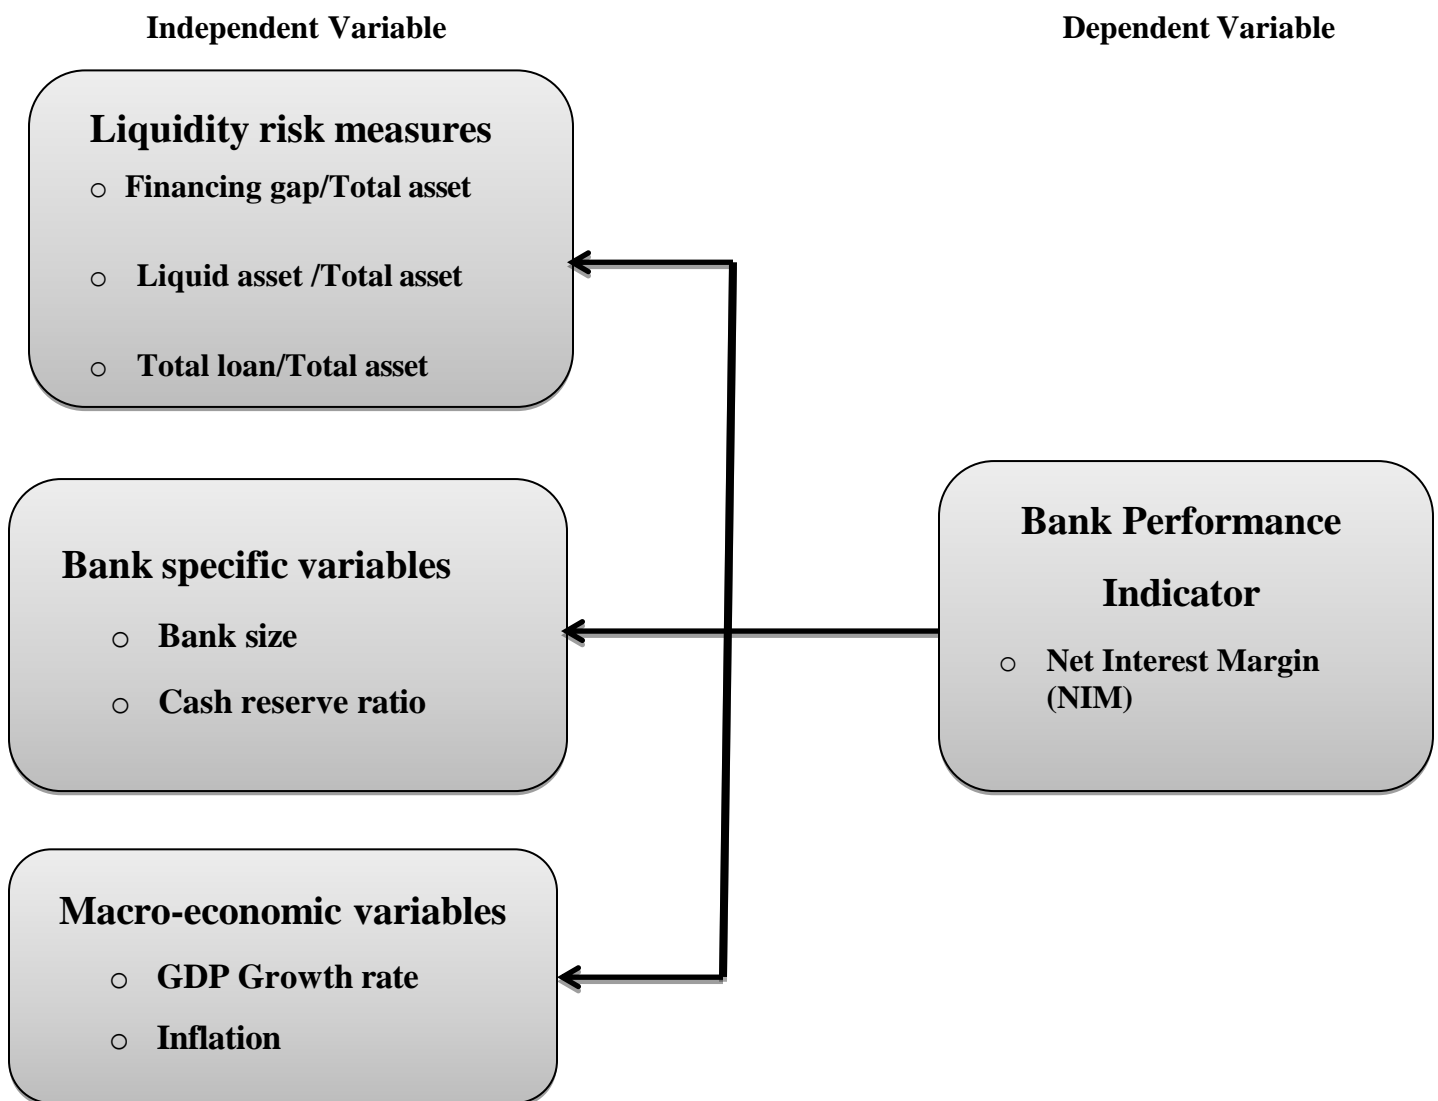 Independent Variable
Dependent Variable
Liquidity risk measures
Financing gap/Total asset
Liquid asset /Total asset
Total loan/Total asset
Bank specific variables
Bank size
Cash reserve ratio
Macro-economic variables
GDP Growth rate
Inflation
Bank Performance
Indicator
Net Interest Margin
(NIM)